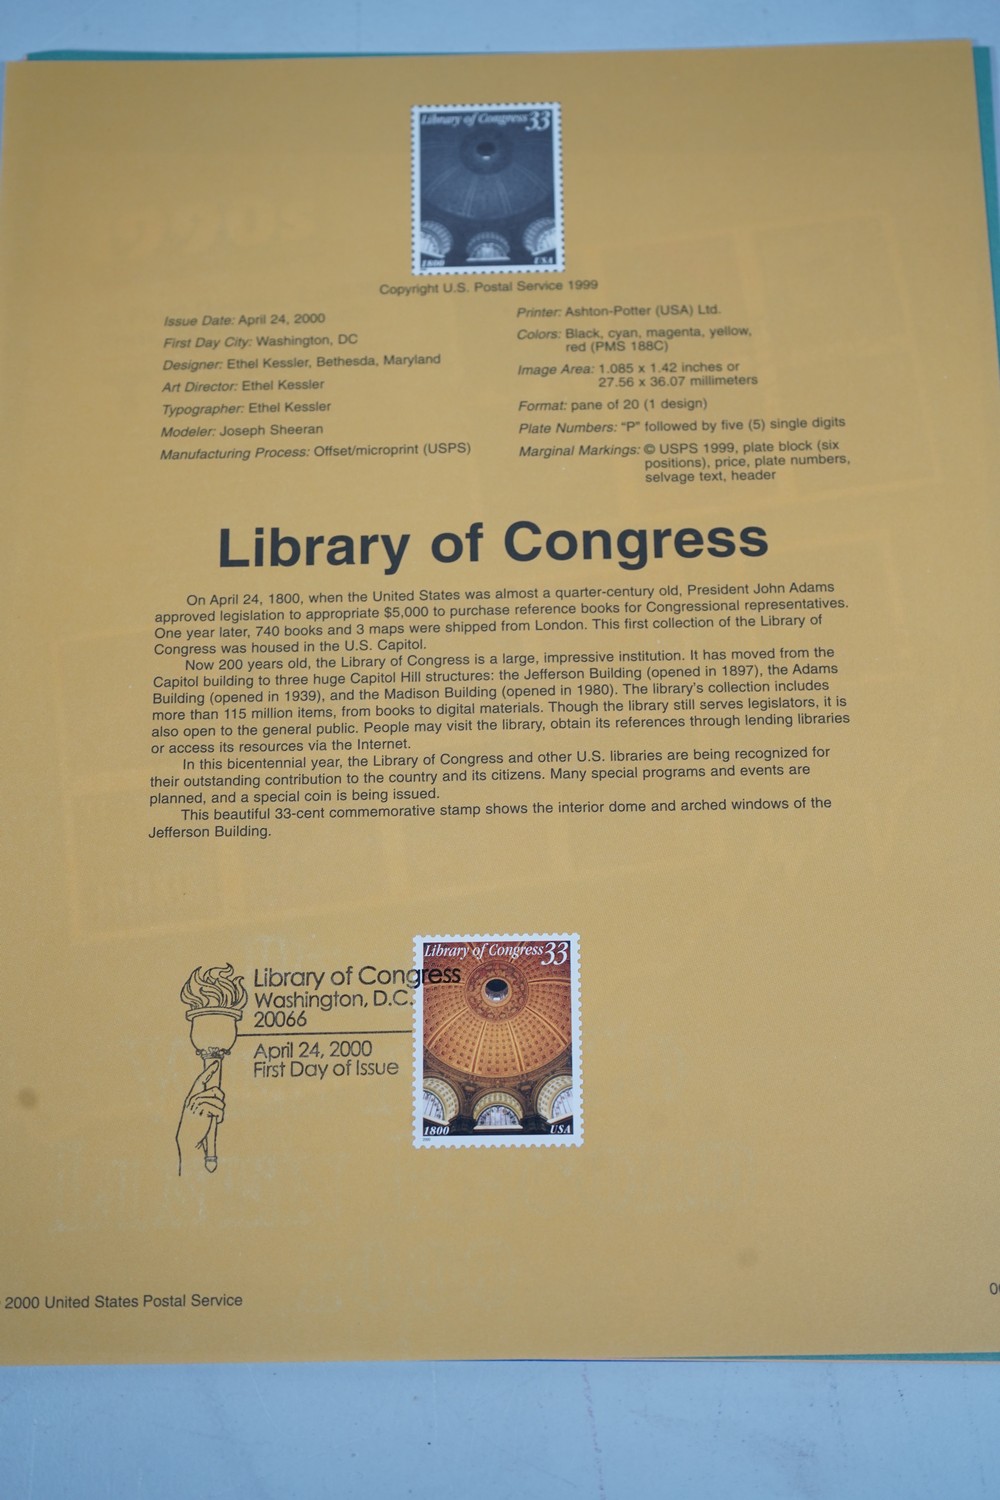 Library of Congress 33
1800 USA
Copyright U.S. Postal Service 1999
Issue Date: April 24, 2000
First Day City: Washington, DC
Designer: Ethel Kessler, Bethesda, Maryland
Art Director: Ethel Kessler
Typographer: Ethel Kessler
Modeler: Joseph Sheeran
Manufacturing Process: Offset/microprint (USPS)
Printer: Ashton-Potter (USA) Ltd.
Colors: Black, cyan, magenta, yellow,
red (PMS 188C)
Image Area: 1.085 x 1.42 inches or
27.56 x 36.07 millimeters
Format: pane of 20 (1 design)
Plate Numbers: "P" followed by five (5) single digits
Marginal Markings: © USPS 1999, plate block (six
positions), price, plate numbers,
selvage text, header
Library of Congress
On April 24, 1800, when the United States was almost a quarter-century old, President John Adams
approved legislation to appropriate $5,000 to purchase reference books for Congressional representatives.
One year later, 740 books and 3 maps were shipped from London. This first collection of the Library of
Congress was housed in the U.S. Capitol.
Now 200 years old, the Library of Congress is a large, impressive institution. It has moved from the
Capitol building to three huge Capitol Hill structures: the Jefferson Building (opened in 1897), the Adams
Building (opened in 1939), and the Madison Building (opened in 1980). The library's collection includes
more than 115 million items, from books to digital materials. Though the library still serves legislators, it is
also open to the general public. People may visit the library, obtain its references through lending libraries
or access its resources via the Internet.
In this bicentennial year, the Library of Congress and other U.S. libraries are being recognized for
their outstanding contribution to the country and its citizens. Many special programs and events are
planned, and a special coin is being issued.
This beautiful 33-cent commemorative stamp shows the interior dome and arched windows of the
Jefferson Building.
Library of Congress
Washington, D.C.
20066
April 24, 2000
First Day of Issue
Library of Congress 33
1800 USA
2000 United States Postal Service